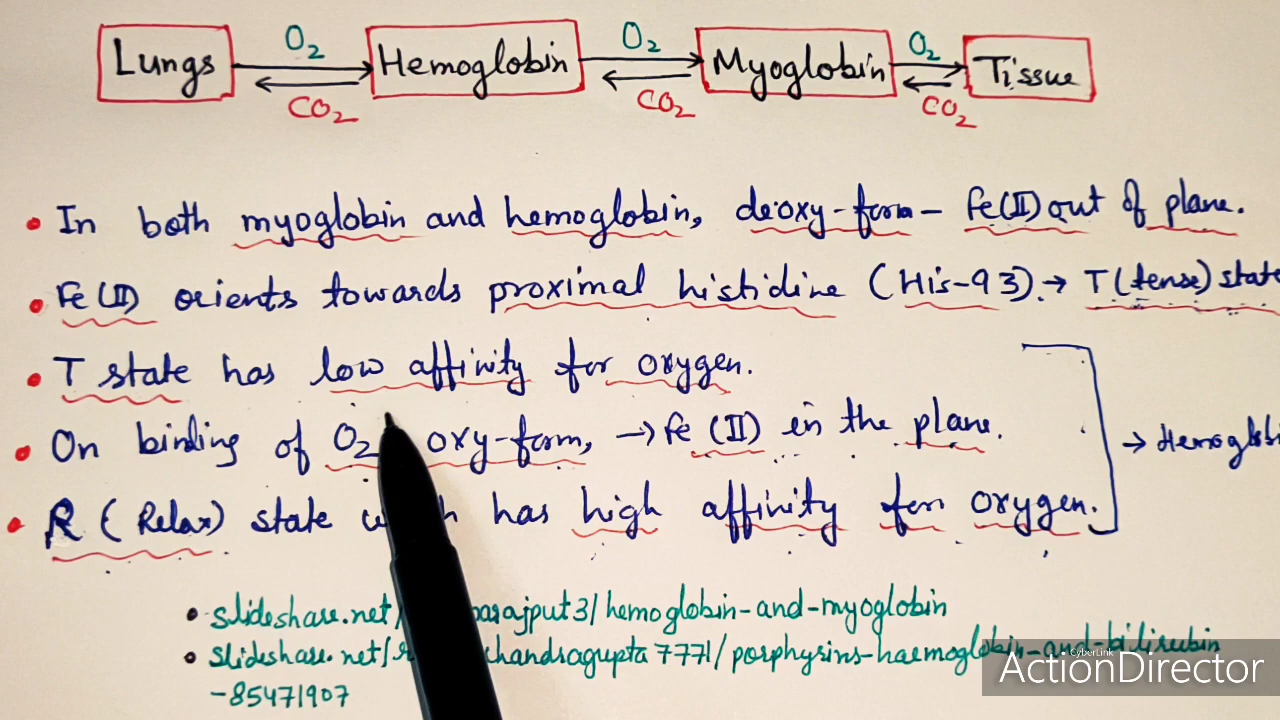 Lungs O2 Hemoglobin O2 Myoglobin O2 Tissue
CO2 CO2 CO2
• In both myoglobin and hemoglobin, deoxy-form – Fe(II) out of plane.
• Fe(II) orients towards proximal histidine (His-93). → T (tense) state
• T state has low affinity for oxygen.
• On binding of O2 oxy-form, → Fe (II) in the plane.
→ Hemoglobi
• R (Relax) state has high affinity for oxygen.
• slideshare.net/ rajput3/hemoglobin-and-myoglobin
• slideshare.net/ chandragupta7771/porphyrins-haemoglobin-and-bilirubin
-85471907
CyberLink
ActionDirector